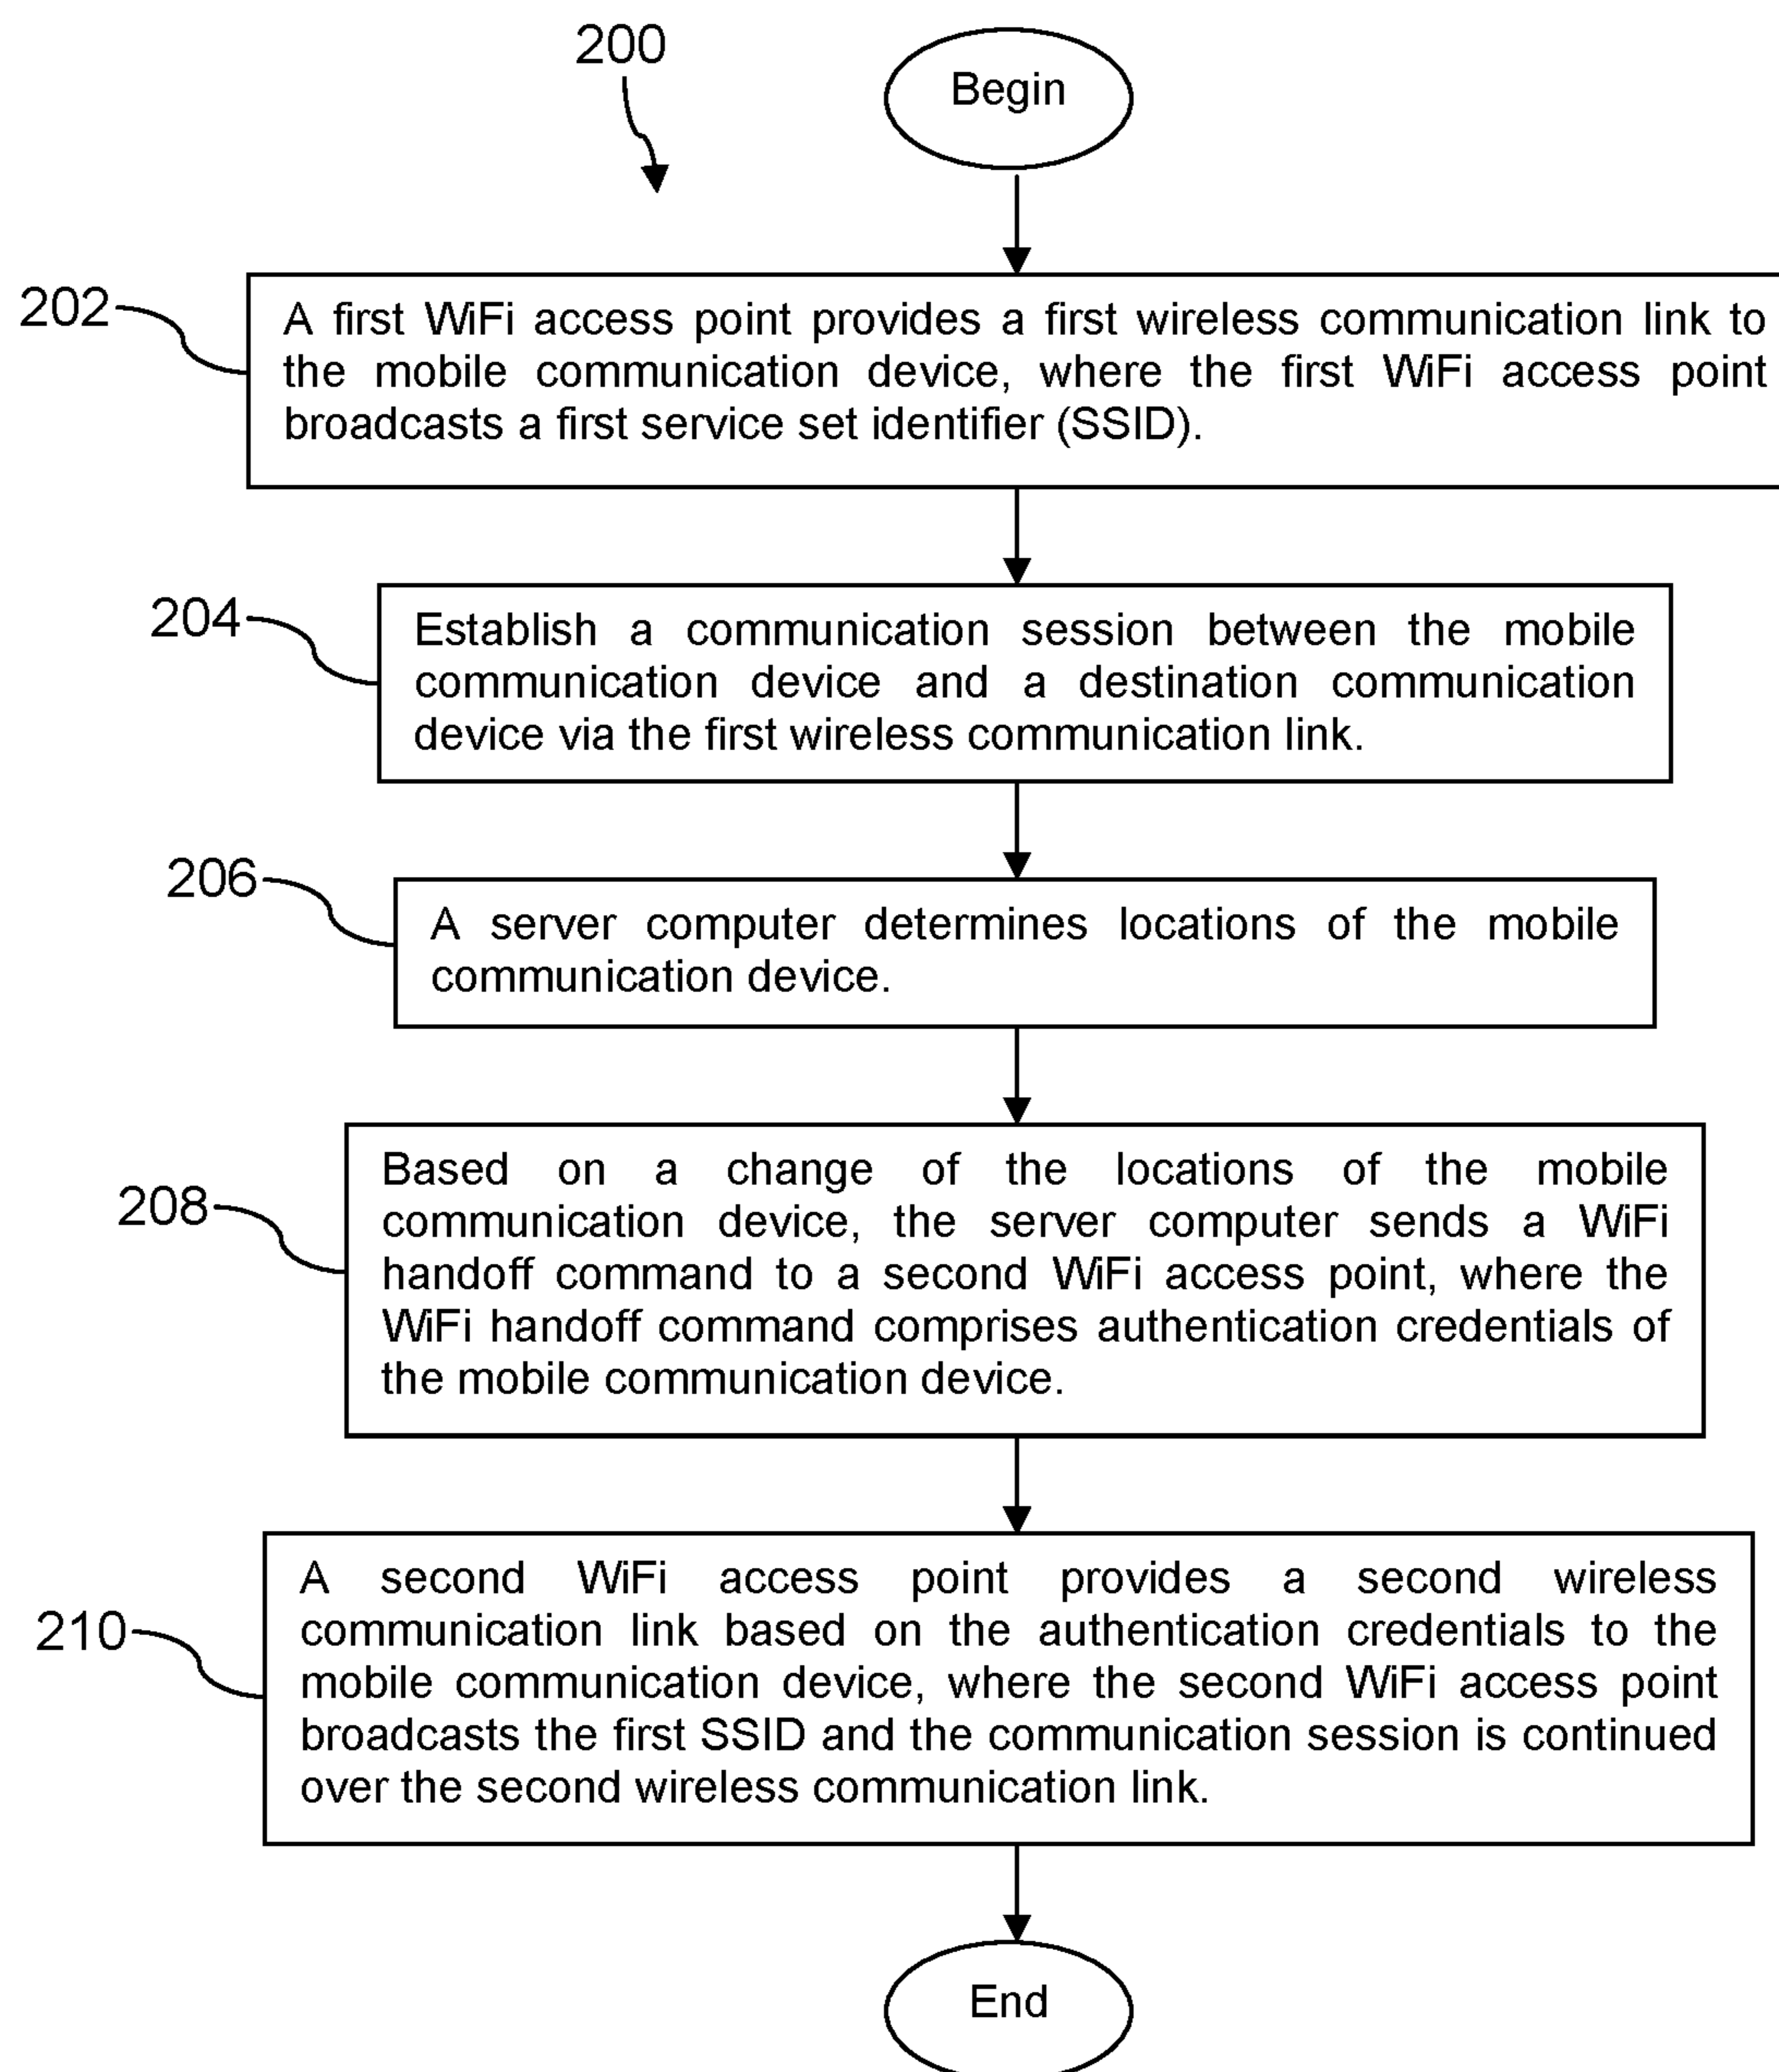 200
Begin
202
A first WiFi access point provides a first wireless communication link to
the mobile communication device, where the first WiFi access point
broadcasts a first service set identifier (SSID).
204
Establish a communication session between the mobile
communication device and a destination communication
device via the first wireless communication link.
206
A server computer determines locations of the mobile
communication device.
208
Based on a change of the locations of the mobile
communication device, the server computer sends a WiFi
handoff command to a second WiFi access point, where the
WiFi handoff command comprises authentication credentials of
the mobile communication device.
210
A second WiFi access point provides a second wireless
communication link based on the authentication credentials to the
mobile communication device, where the second WiFi access point
broadcasts the first SSID and the communication session is continued
over the second wireless communication link.
End